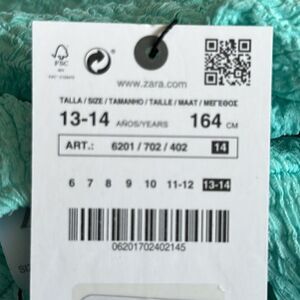 FSC
www.zara.com
TALLA / SIZE / TAMANHO / TAILLE / MAAT / ΜΕΓΕΘΟΣ
13-14 AÑOS/YEARS 164 CM
ART.: 6201 / 702 / 402 14
6 7 8 9 10 11-12 13-14
06201702402145